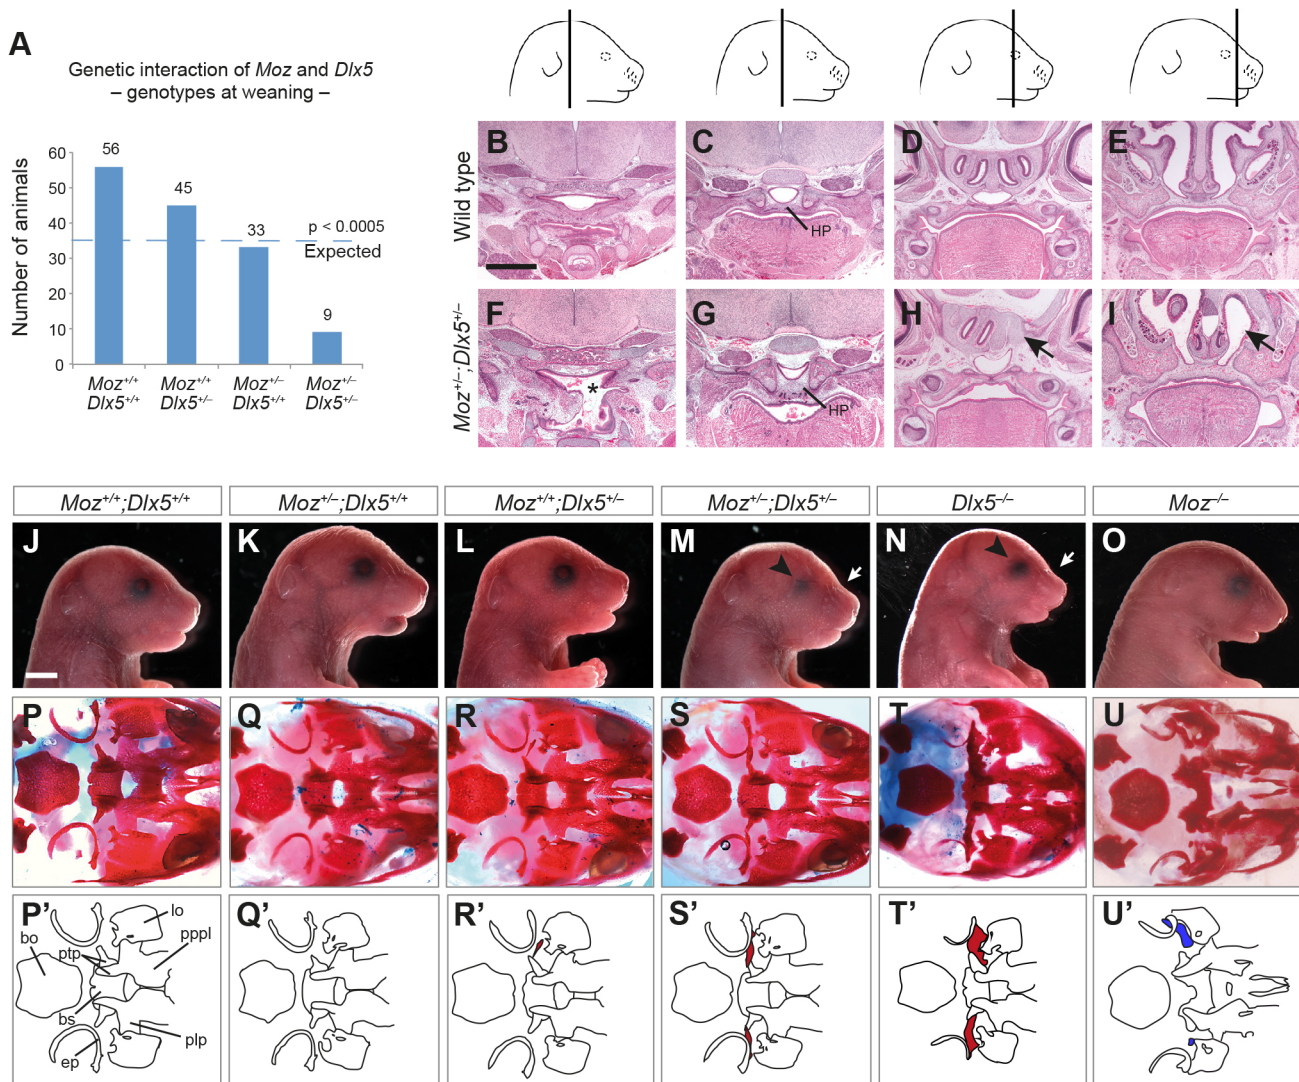 A
Genetic interaction of Moz and Dlx5
– genotypes at weaning –
Number of animals
60
50
40
30
20
10
0
56
45
33
9
p < 0.0005
Expected
Moz+/+
Dlx5+/+
Moz+/+
Dlx5+/–
Moz+/–
Dlx5+/+
Moz+/–
Dlx5+/–
Wild type
B
C
HP
D
E
Moz+/–;Dlx5+/–
F
*
G
HP
H
I
Moz+/+;Dlx5+/+
Moz+/–;Dlx5+/+
Moz+/+;Dlx5+/–
Moz+/–;Dlx5+/–
Dlx5–/–
Moz–/–
J
K
L
M
N
O
P
Q
R
S
T
U
P’
lo
bo
ptp
pppl
bs
ep
plp
Q’
R’
S’
T’
U’